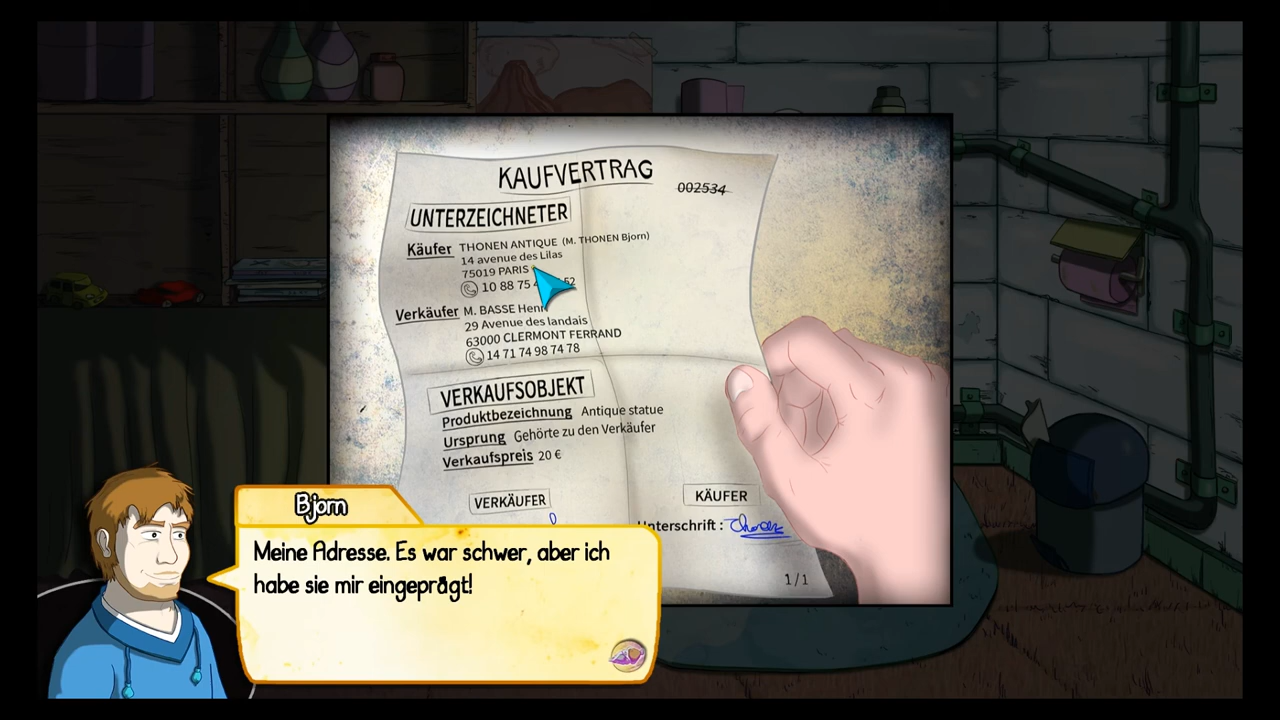 KAUFVERTRAG
002534
UNTERZEICHNETER
Käufer THONEN ANTIQUE (M. THONEN Bjorn)
14 avenue des Lilas
75019 PARIS
10 88 75 52
Verkäufer M. BASSE Henri
29 Avenue des landais
63000 CLERMONT FERRAND
14 71 74 98 74 78
VERKAUFSOBJEKT
Produktbezeichnung Antique statue
Ursprung Gehörte zu den Verkäufer
Verkaufspreis 20 €
VERKÄUFER
KÄUFER
Unterschrift :
1/1
Bjorn
Meine Adresse. Es war schwer, aber ich
habe sie mir eingeprägt!